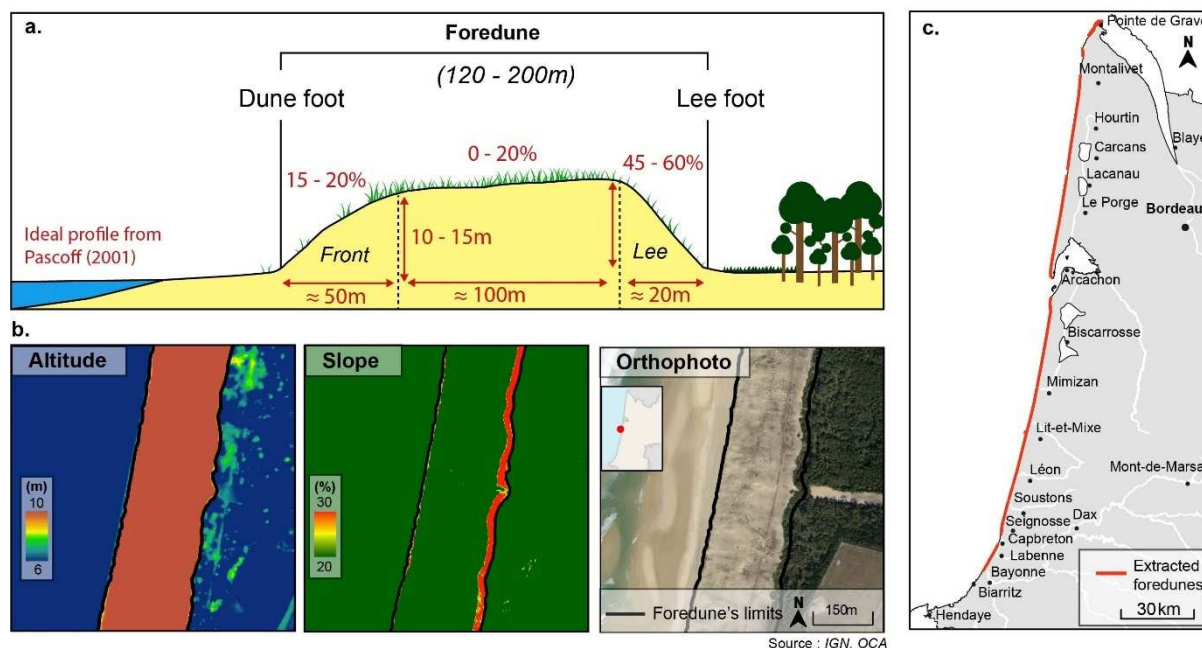 a.
Foredune
(120 - 200m)
Dune foot
Lee foot
0 - 20%
45 - 60%
15 - 20%
Ideal profile from
Pascoff (2001)
Front
10 - 15m
Lee
≈ 50m
≈ 100m
≈ 20m
b.
Altitude
(m)
10
6
Slope
(%)
30
20
Orthophoto
Foredune's limits
N
150m
Source : IGN, OCA
c.
Pointe de Grave
N
Montalivet
Hourtin
Blaye
Carcans
Lacanau
Le Porge
Bordeau
Arcachon
Biscarrosse
Mimizan
Lit-et-Mixe
Léon
Mont-de-Marsa
Soustons
Dax
Seignosse
Capbreton
Labenne
Bayonne
Biarritz
Hendaye
Extracted
foredunes
30 km